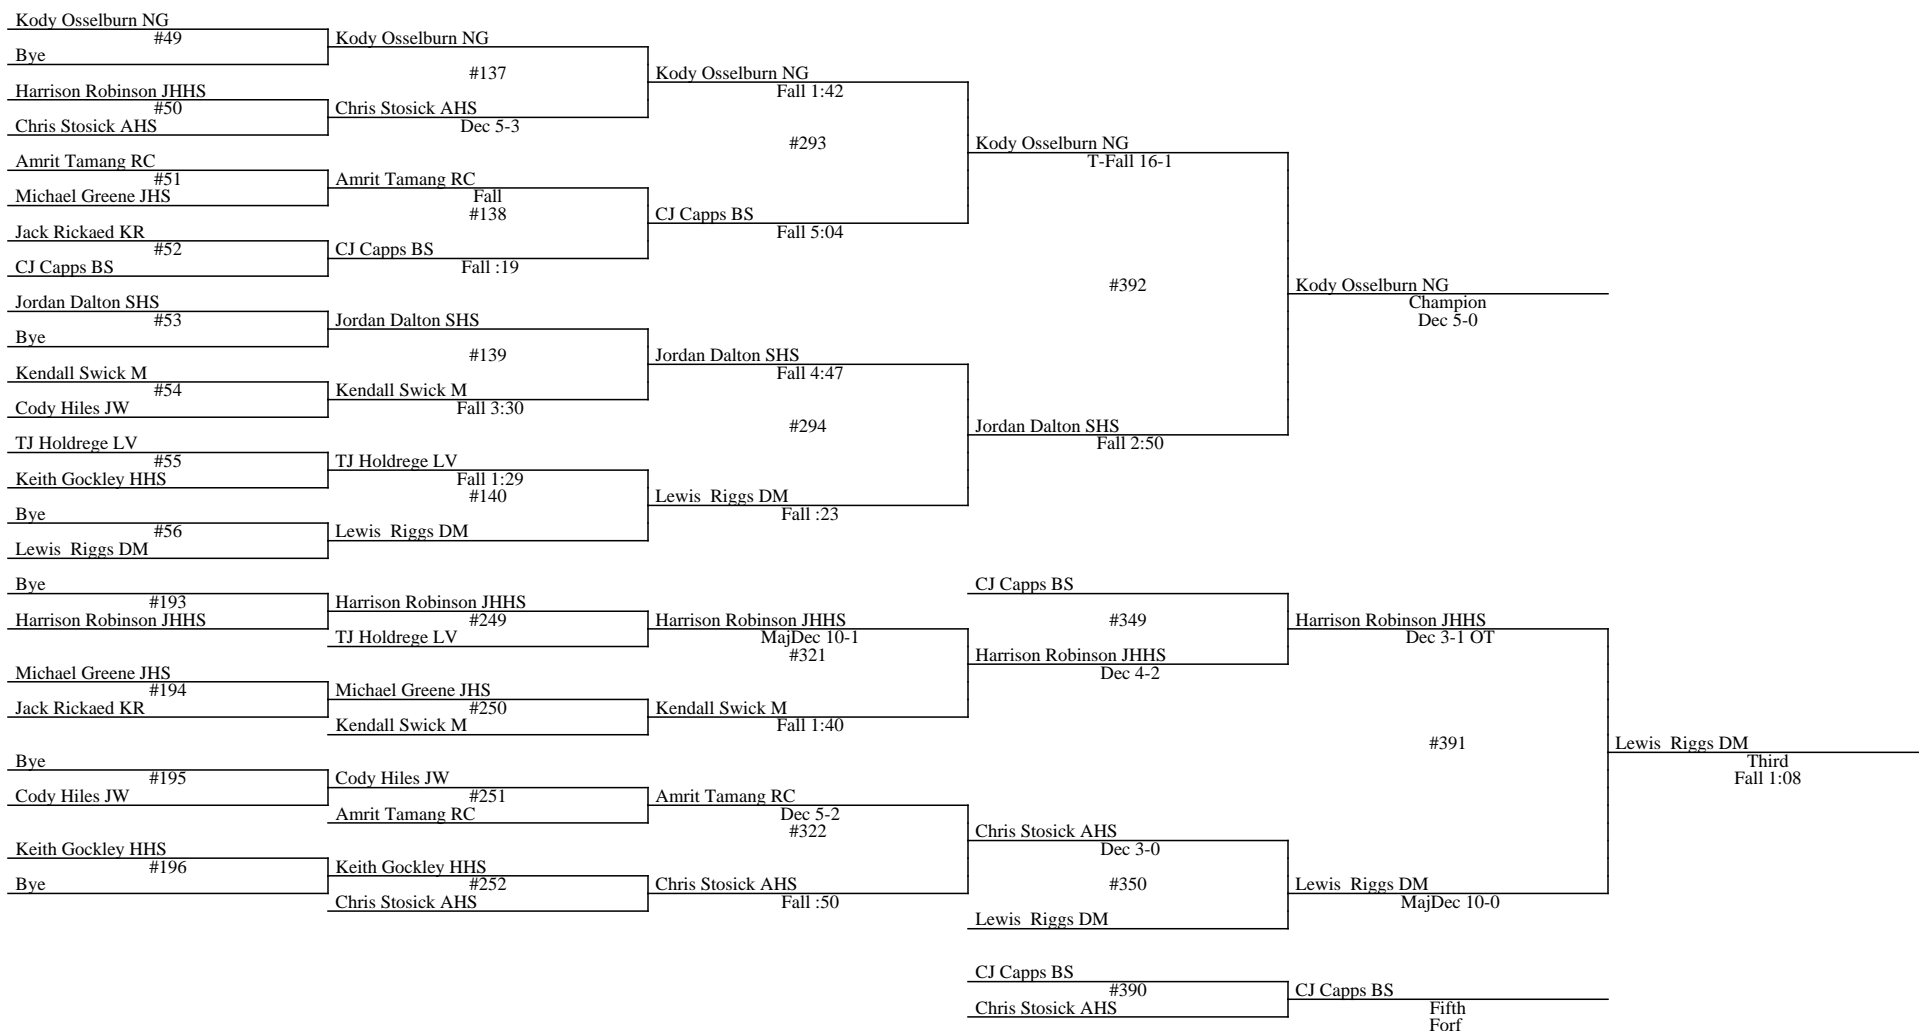 Kody Osselburn NG
#49
Bye
Harrison Robinson JHHS
#50
Chris Stosick AHS
Amrit Tamang RC
#51
Michael Greene JHS
Jack Rickaed KR
#52
CJ Capps BS
Jordan Dalton SHS
#53
Bye
Kendall Swick M
#54
Cody Hiles JW
TJ Holdrege LV
#55
Keith Gockley HHS
Bye
#56
Lewis Riggs DM
Kody Osselburn NG
#137
Chris Stosick AHS
Dec 5-3
Amrit Tamang RC
Fall
#138
CJ Capps BS
Fall :19
Jordan Dalton SHS
#139
Kendall Swick M
Fall 3:30
TJ Holdrege LV
Fall 1:29
#140
Lewis Riggs DM
Kody Osselburn NG
Fall 1:42
#293
CJ Capps BS
Fall 5:04
Jordan Dalton SHS
Fall 4:47
#294
Lewis Riggs DM
Fall :23
Kody Osselburn NG
T-Fall 16-1
#392
Jordan Dalton SHS
Fall 2:50
Kody Osselburn NG
Champion
Dec 5-0
Bye
#193
Harrison Robinson JHHS
Michael Greene JHS
#194
Jack Rickaed KR
Bye
#195
Cody Hiles JW
Keith Gockley HHS
#196
Bye
Harrison Robinson JHHS
#249
TJ Holdrege LV
Michael Greene JHS
#250
Kendall Swick M
Cody Hiles JW
#251
Amrit Tamang RC
Keith Gockley HHS
#252
Chris Stosick AHS
Harrison Robinson JHHS
MajDec 10-1
#321
Kendall Swick M
Fall 1:40
Amrit Tamang RC
Dec 5-2
#322
Chris Stosick AHS
Fall :50
CJ Capps BS
#349
Harrison Robinson JHHS
Dec 4-2
Chris Stosick AHS
Dec 3-0
#350
Lewis Riggs DM
Harrison Robinson JHHS
Dec 3-1 OT
#391
Lewis Riggs DM
MajDec 10-0
Lewis Riggs DM
Third
Fall 1:08
CJ Capps BS
#390
Chris Stosick AHS
CJ Capps BS
Fifth
Forf